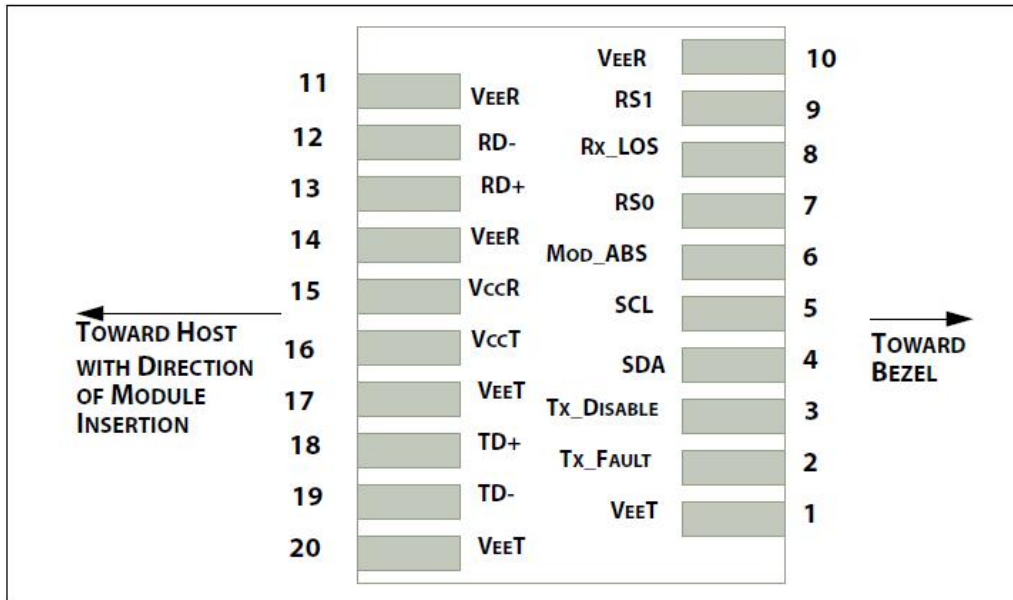 11
VEER
12
RD-
13
RD+
14
VEER
15
VCCR
16
VCCT
17
VEET
18
TD+
19
TD-
20
VEET
VEER
10
RS1
9
RX_LOS
8
RS0
7
MOD_ABS
6
SCL
5
SDA
4
TX_DISABLE
3
TX_FAULT
2
VEET
1
TOWARD HOST
WITH DIRECTION
OF MODULE
INSERTION
TOWARD
BEZEL